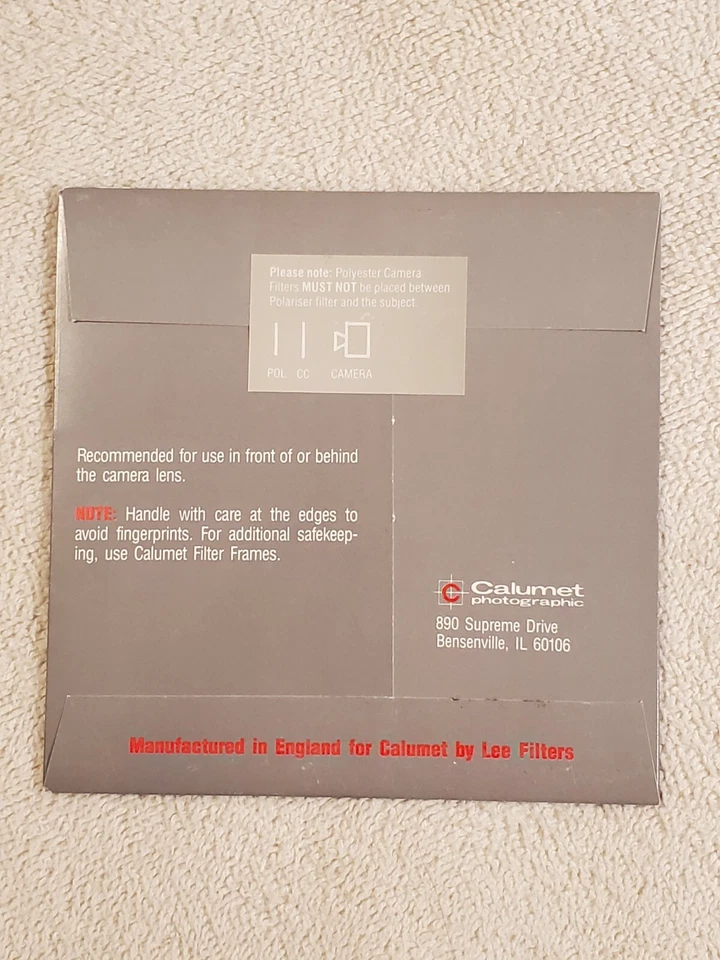 Please note: Polyester Camera
Filters MUST NOT be placed between
Polariser filter and the subject
POL CC CAMERA
Recommended for use in front of or behind
the camera lens.
NOTE: Handle with care at the edges to
avoid fingerprints. For additional safekeep-
ing, use Calumet Filter Frames.
C Calumet
photographic
890 Supreme Drive
Bensenville, IL 60106
Manufactured in England for Calumet by Lee Filters